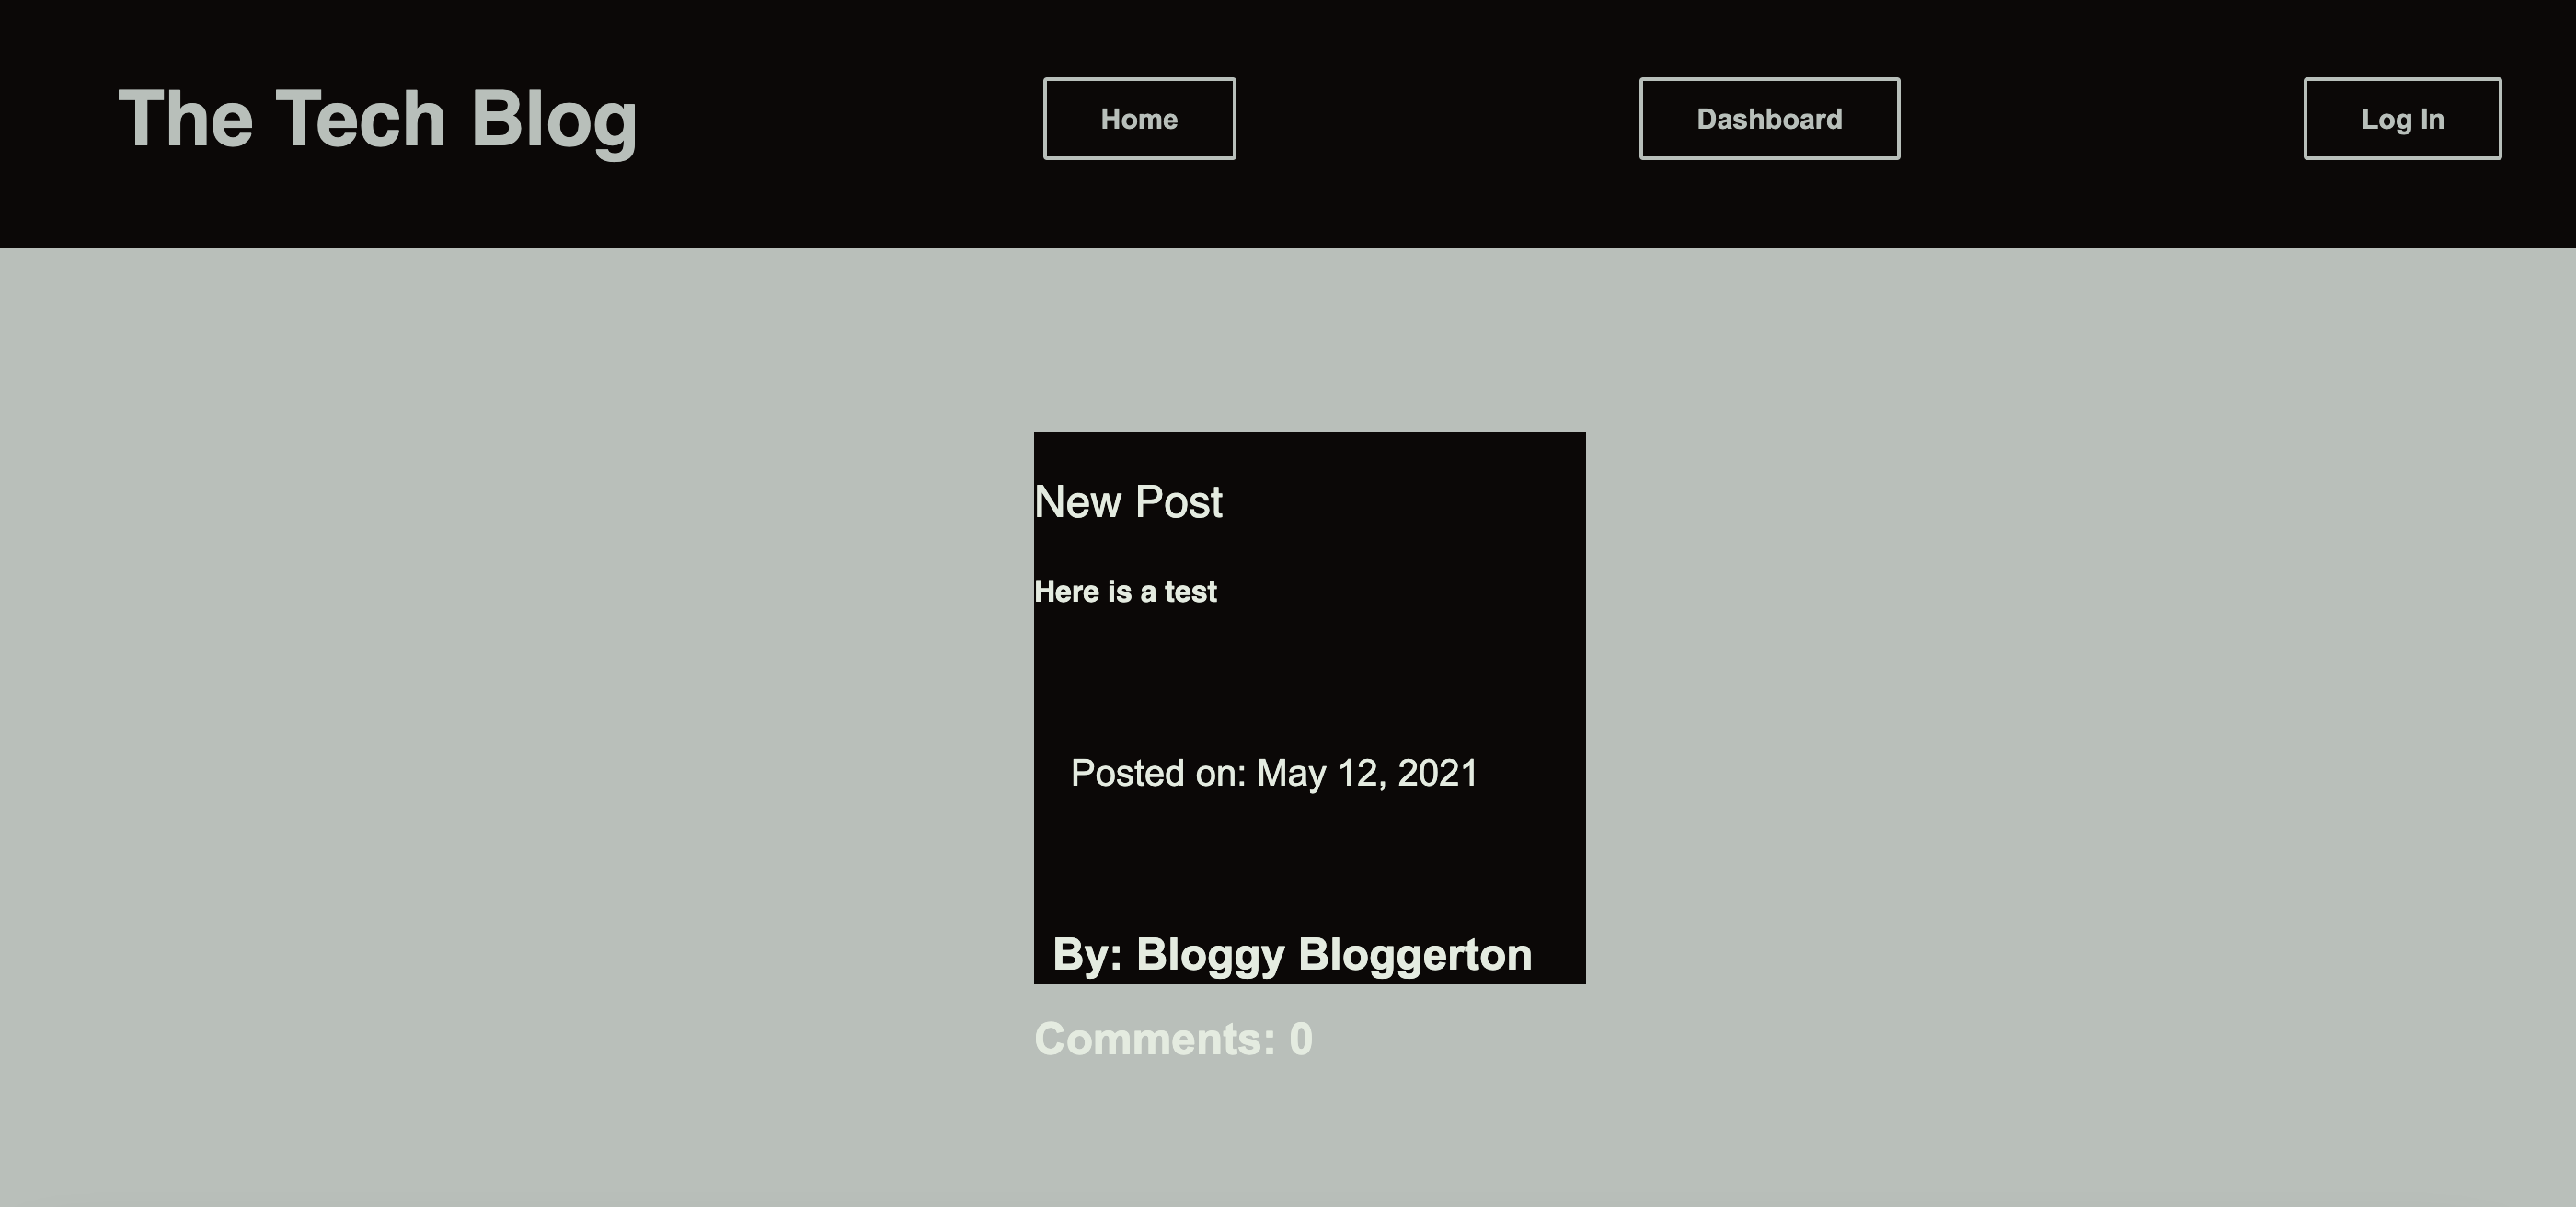 The Tech Blog
Home
Dashboard
Log In
New Post
Here is a test
Posted on: May 12, 2021
By: Bloggy Bloggerton
Comments: 0